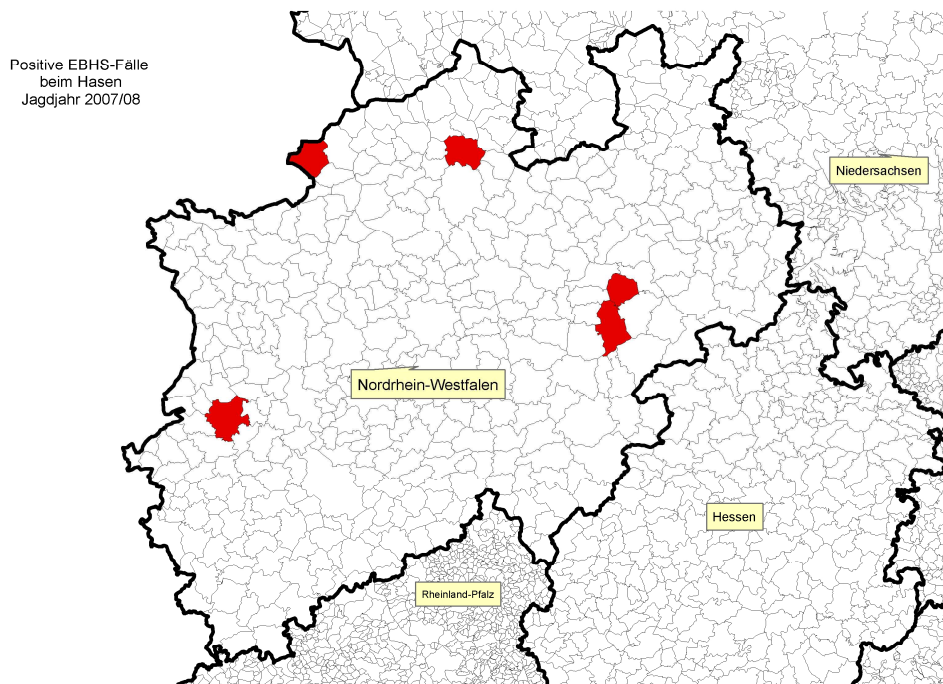 Positive EBHS-Fälle
beim Hasen
Jagdjahr 2007/08
Niedersachsen
Nordrhein-Westfalen
Hessen
Rheinland-Pfalz